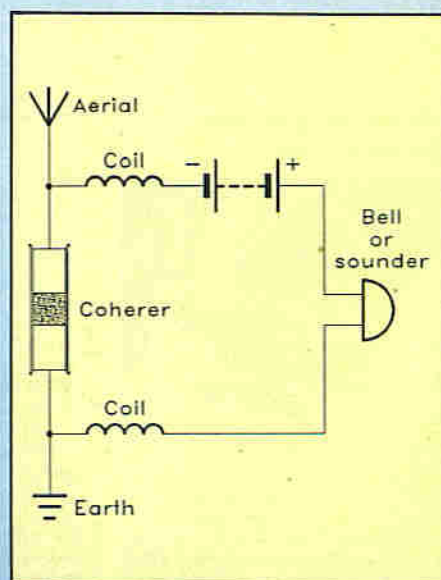 Aerial
Coil
- +
Bell
or
sounder
Coherer
Coil
Earth